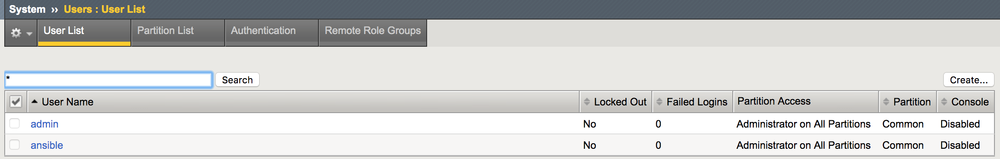 System ›› Users : User List
User List Partition List Authentication Remote Role Groups
* Search Create...
User Name Locked Out Failed Logins Partition Access Partition Console
admin No 0 Administrator on All Partitions Common Disabled
ansible No 0 Administrator on All Partitions Common Disabled